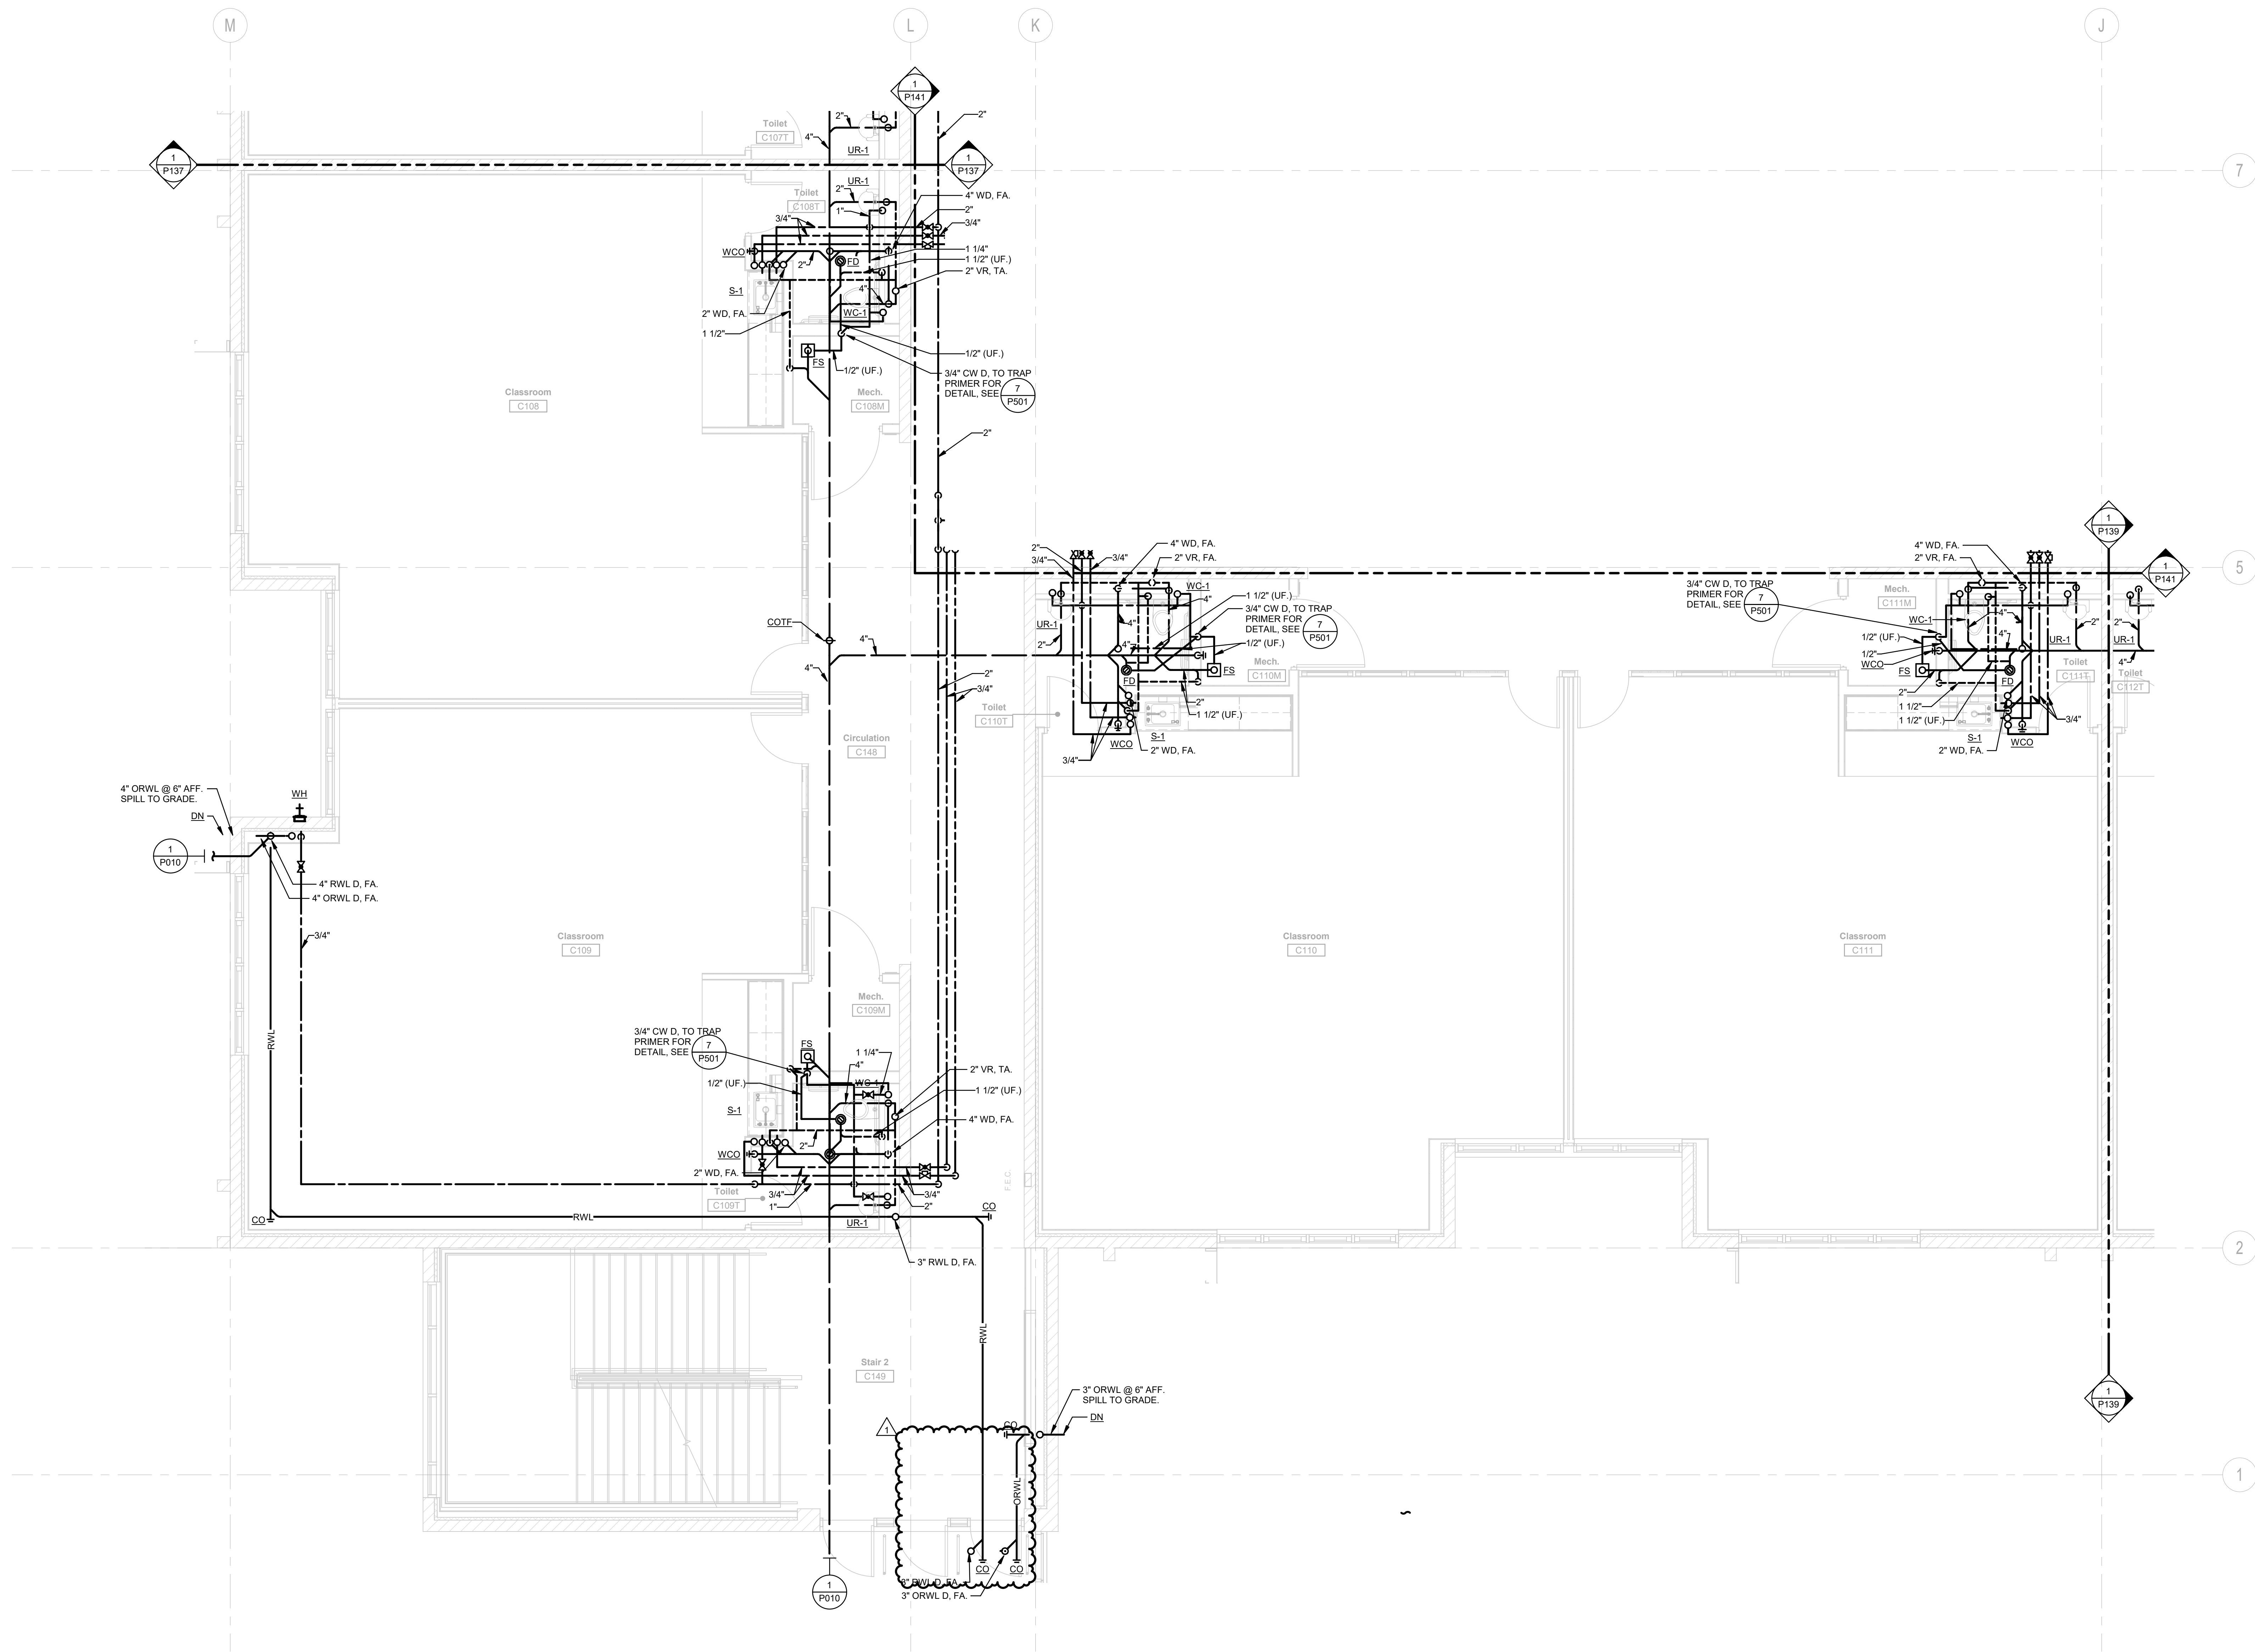 M
L
K
J
1
P141
2"
2"
Toilet
C107T
4"
UR-1
1
P137
1
P137
7
UR-1
2"
Toilet
C108T
4" WD, FA.
1"
2"
3/4"
3/4"
WCO
1 1/4"
FD
1 1/2" (UF.)
2"
2" VR, TA.
S-1
4"
2" WD, FA.
WC-1
1 1/2"
1/2" (UF.)
FS
1/2" (UF.)
3/4" CW D, TO TRAP
PRIMER FOR
DETAIL, SEE
7
P501
Classroom
C108
Mech.
C108M
2"
1
P139
4" WD, FA.
2"
2" VR, FA.
3/4"
3/4"
4" WD, FA.
2" VR, FA.
5
1
P141
WC-1
1 1/2" (UF.)
4"
3/4" CW D, TO TRAP
PRIMER FOR
DETAIL, SEE
7
P501
4"
UR-1
1/2" (UF.)
2"
4"
FS
FD
Mech.
C110M
2"
1 1/2" (UF.)
S-1
WCO
2" WD, FA.
3/4"
3/4" CW D, TO TRAP
PRIMER FOR
DETAIL, SEE
7
P501
Mech.
C111M
WC-1
4"
2"
2"
1/2" (UF.)
4"
UR-1
UR-1
1/2"
WCO
FS
FD
4"
Toilet
C111T
Toilet
C112T
2"
1 1/2"
1 1/2" (UF.)
3/4"
S-1
WCO
2" WD, FA.
COTF
4"
4"
2"
3/4"
Toilet
C110T
Circulation
C148
4" ORWL @ 6" AFF.
SPILL TO GRADE.
WH
DN
1
P010
4" RWL D, FA.
4" ORWL D, FA.
3/4"
Classroom
C109
Classroom
C110
Classroom
C111
Mech.
C109M
RWL
3/4" CW D, TO TRAP
PRIMER FOR
DETAIL, SEE
7
P501
FS
1 1/4"
4"
2" VR, TA.
WC-1
1/2" (UF.)
1 1/2" (UF.)
S-1
4" WD, FA.
2"
WCO
2" WD, FA.
Toilet
C109T
3/4"
3/4"
1"
2"
F.E.C.
CO
RWL
CO
UR-1
3" RWL D, FA.
2
RWL
Stair 2
C149
3" ORWL @ 6" AFF.
SPILL TO GRADE.
DN
1
P139
1
CO
1
ORWL
CO
CO
3" RWL D, FA.
3" ORWL D, FA.
1
P010